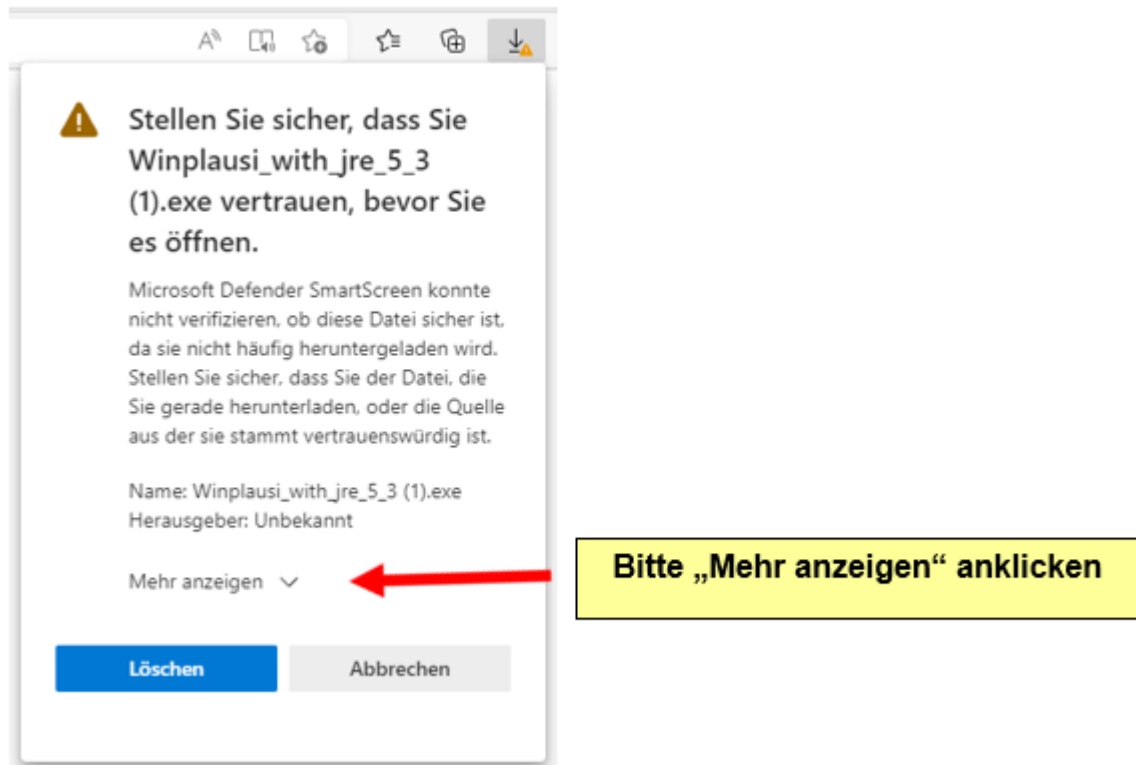 Stellen Sie sicher, dass Sie
Winplausi_with_jre_5_3
(1).exe vertrauen, bevor Sie
es öffnen.
Microsoft Defender SmartScreen konnte
nicht verifizieren, ob diese Datei sicher ist,
da sie nicht häufig heruntergeladen wird.
Stellen Sie sicher, dass Sie der Datei, die
Sie gerade herunterladen, oder die Quelle
aus der sie stammt vertrauenswürdig ist.
Name: Winplausi_with_jre_5_3 (1).exe
Herausgeber: Unbekannt
Mehr anzeigen
Bitte „Mehr anzeigen“ anklicken
Löschen Abbrechen